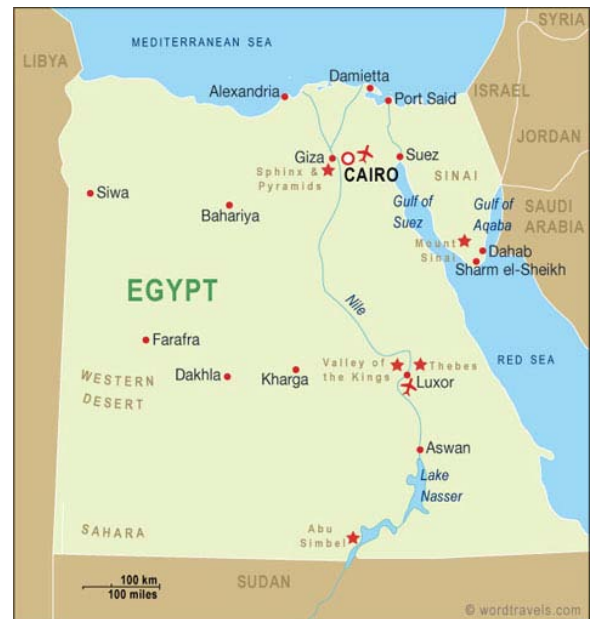 SYRIA
MEDITERRANEAN SEA
LIBYA
Damietta
Alexandria
Port Said
ISRAEL
JORDAN
Giza
CAIRO
Suez
Sphinx &
Pyramids
SINAI
Siwa
Bahariya
Gulf of
Suez
Gulf of
Aqaba
SAUDI
ARABIA
Mount
Sinai
Dahab
Sharm el-Sheikh
EGYPT
Nile
Farafra
RED SEA
WESTERN
DESERT
Dakhla
Kharga
Valley of
the Kings
Thebes
Luxor
Aswan
Lake
Nasser
SAHARA
Abu
Simbel
100 km
100 miles
SUDAN
© wordtravels.com